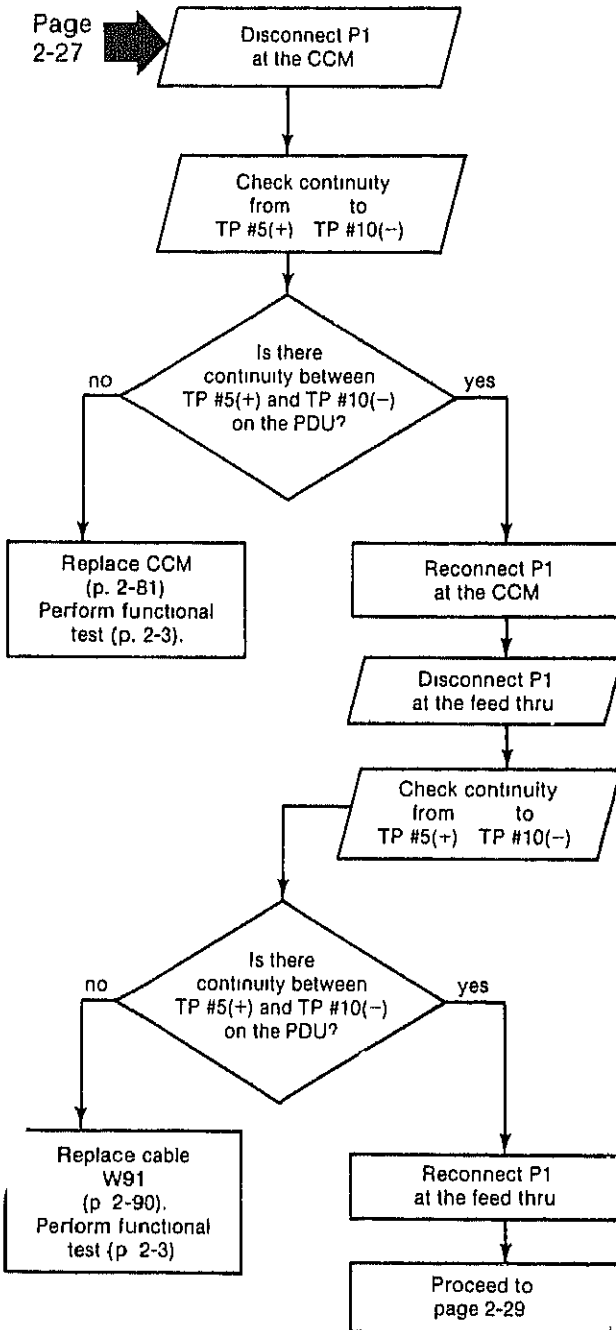 Page
2-27
Disconnect P1
at the CCM
Check continuity
from to
TP #5(+) TP #10(−)
Is there
continuity between
TP #5(+) and TP #10(−)
on the PDU?
no
yes
Replace CCM
(p. 2-81)
Perform functional
test (p. 2-3).
Reconnect P1
at the CCM
Disconnect P1
at the feed thru
Check continuity
from to
TP #5(+) TP #10(−)
Is there
continuity between
TP #5(+) and TP #10(−)
on the PDU?
no
yes
Replace cable
W91
(p 2-90).
Perform functional
test (p 2-3)
Reconnect P1
at the feed thru
Proceed to
page 2-29